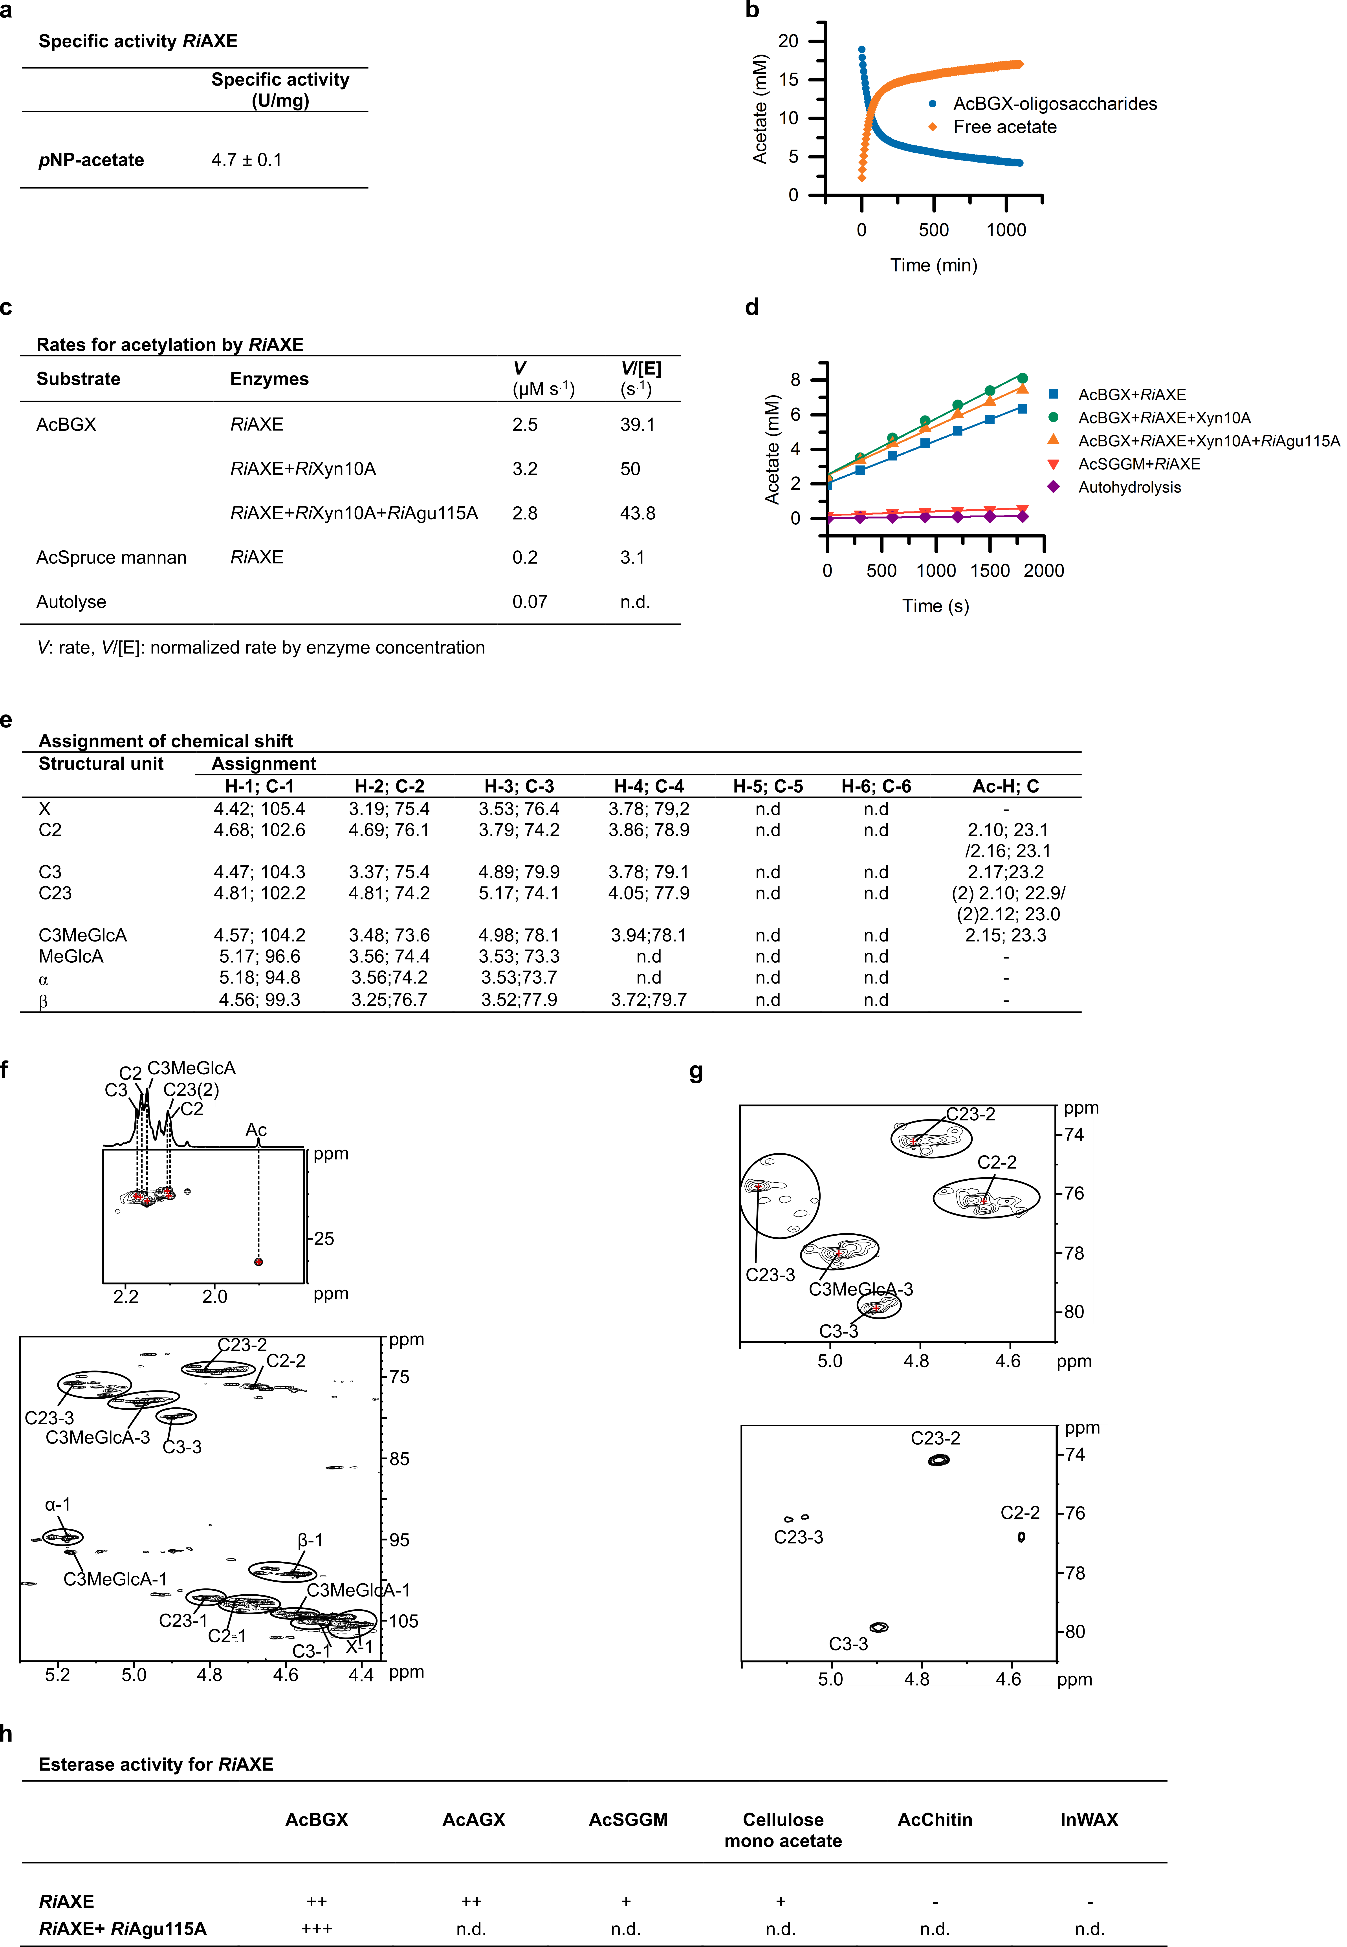 a
Specific activity RiAXE
Specific activity
(U/mg)
pNP-acetate 4.7 ± 0.1
b
Acetate (mM)
20
15
10
5
0
AcBGX-oligosaccharides
Free acetate
0 500 1000
Time (min)
c
Rates for acetylation by RiAXE
Substrate Enzymes V (µM s-1) V/[E] (s-1)
AcBGX RiAXE 2.5 39.1
RiAXE+RiXyn10A 3.2 50
RiAXE+RiXyn10A+RiAgu115A 2.8 43.8
AcSpruce mannan RiAXE 0.2 3.1
Autolyse 0.07 n.d.
V: rate, V/[E]: normalized rate by enzyme concentration
d
Acetate (mM)
8
6
4
2
0
AcBGX+RiAXE
AcBGX+RiAXE+Xyn10A
AcBGX+RiAXE+Xyn10A+RiAgu115A
AcSGGM+RiAXE
Autohydrolysis
0 500 1000 1500 2000
Time (s)
e
Assignment of chemical shift
Structural unit Assignment
H-1; C-1 H-2; C-2 H-3; C-3 H-4; C-4 H-5; C-5 H-6; C-6 Ac-H; C
X 4.42; 105.4 3.19; 75.4 3.53; 76.4 3.78; 79,2 n.d n.d -
C2 4.68; 102.6 4.69; 76.1 3.79; 74.2 3.86; 78.9 n.d n.d 2.10; 23.1
/2.16; 23.1
C3 4.47; 104.3 3.37; 75.4 4.89; 79.9 3.78; 79.1 n.d n.d 2.17;23.2
C23 4.81; 102.2 4.81; 74.2 5.17; 74.1 4.05; 77.9 n.d n.d (2) 2.10; 22.9/
(2)2.12; 23.0
C3MeGlcA 4.57; 104.2 3.48; 73.6 4.98; 78.1 3.94;78.1 n.d n.d 2.15; 23.3
MeGlcA 5.17; 96.6 3.56; 74.4 3.53; 73.3 n.d n.d n.d -
α 5.18; 94.8 3.56;74.2 3.53;73.7 n.d n.d n.d -
β 4.56; 99.3 3.25;76.7 3.52;77.9 3.72;79.7 n.d n.d -
f
C3MeGlcA
C2
C3
C23(2)
C2
Ac
ppm
25
2.2 2.0 ppm
ppm
C23-2
C2-2
75
C23-3
C3MeGlcA-3
C3-3
85
α-1
95
β-1
C3MeGlcA-1
C3MeGlcA-1
C23-1
C2-1
C3-1
X-1
105
5.2 5.0 4.8 4.6 4.4 ppm
g
ppm
C23-2
74
C2-2
76
78
C23-3
C3MeGlcA-3
80
C3-3
5.0 4.8 4.6 ppm
ppm
C23-2
74
C2-2
76
C23-3
78
C3-3
80
5.0 4.8 4.6 ppm
h
Esterase activity for RiAXE
AcBGX AcAGX AcSGGM Cellulose mono acetate AcChitin InWAX
RiAXE ++ ++ + + - -
RiAXE+ RiAgu115A +++ n.d. n.d. n.d. n.d. n.d.